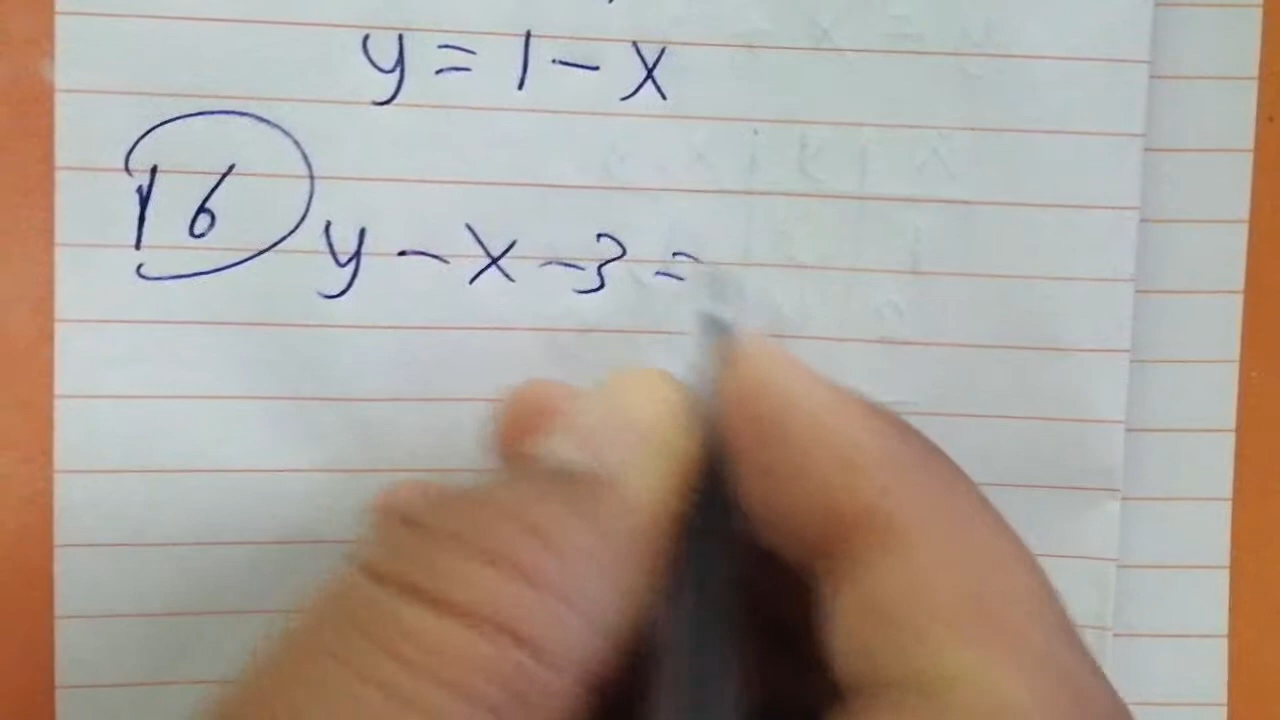 y = 1 - x
16 y - x - 3 =